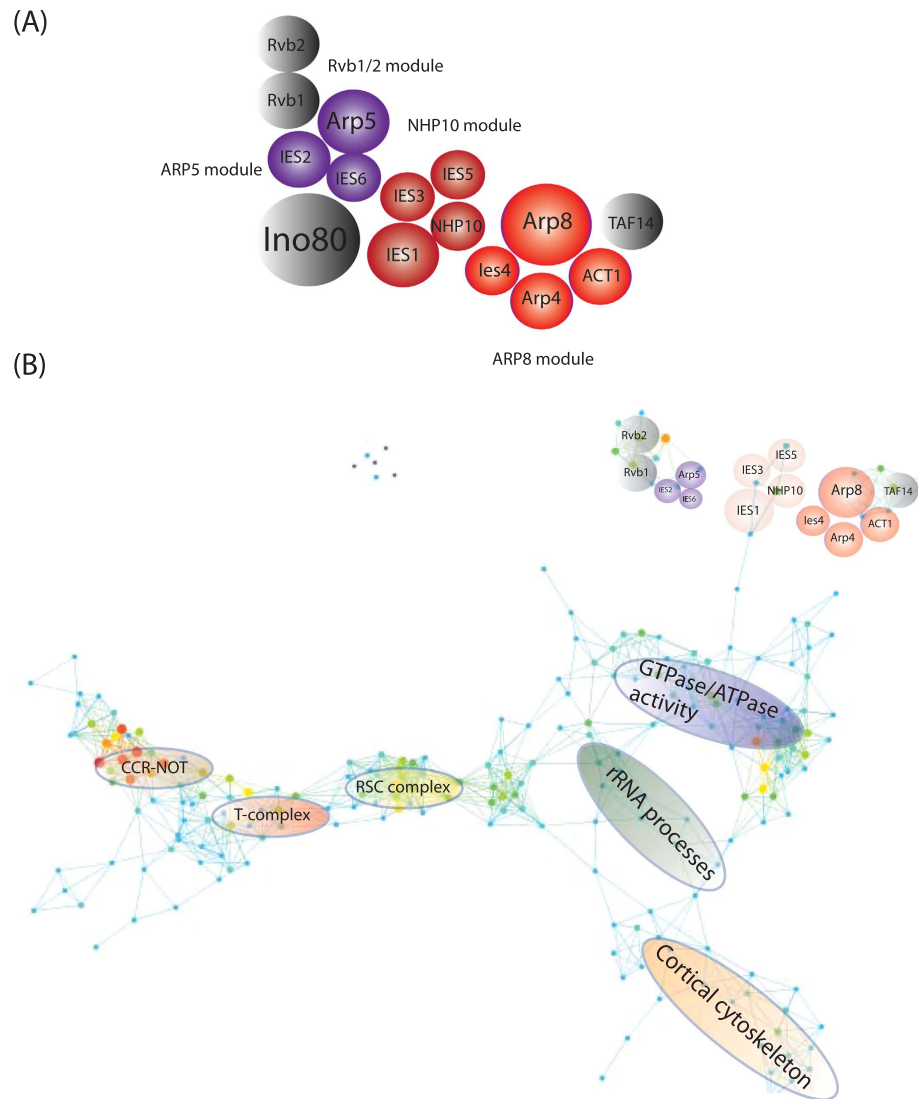 (A)
Rvb2
Rvb1/2 module
Rvb1
Arp5
NHP10 module
IES2
ARP5 module
IES6
IES5
IES3
NHP10
Arp8
TAF14
Ino80
IES1
Ies4
ACT1
Arp4
ARP8 module
(B)
Rvb2
Rvb1
Arp5
IES2
IES6
IES5
IES3
NHP10
IES1
Arp8
TAF14
Ies4
ACT1
Arp4
GTPase/ATPase
activity
CCR-NOT
T-complex
RSC complex
rRNA processes
Cortical cytoskeleton